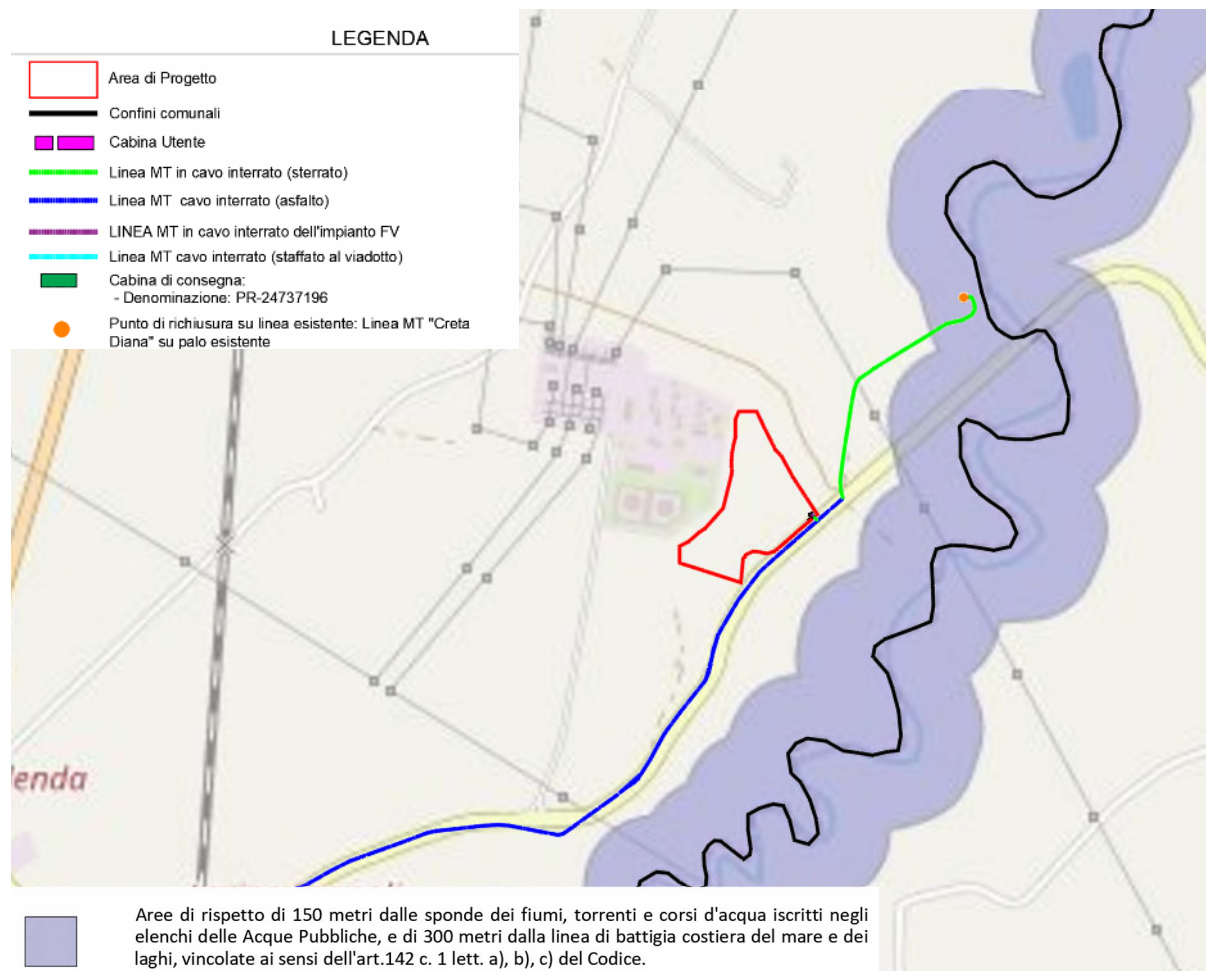 LEGENDA
Area di Progetto
Confini comunali
Cabina Utente
Linea MT in cavo interrato (sterrato)
Linea MT cavo interrato (asfalto)
LINEA MT in cavo interrato dell'impianto FV
Linea MT cavo interrato (staffato al viadotto)
Cabina di consegna:
- Denominazione: PR-24737196
Punto di richiusura su linea esistente: Linea MT "Creta
Diana" su palo esistente
enda
Aree di rispetto di 150 metri dalle sponde dei fiumi, torrenti e corsi d'acqua iscritti negli
elenchi delle Acque Pubbliche, e di 300 metri dalla linea di battigia costiera del mare e dei
laghi, vincolate ai sensi dell'art.142 c. 1 lett. a), b), c) del Codice.